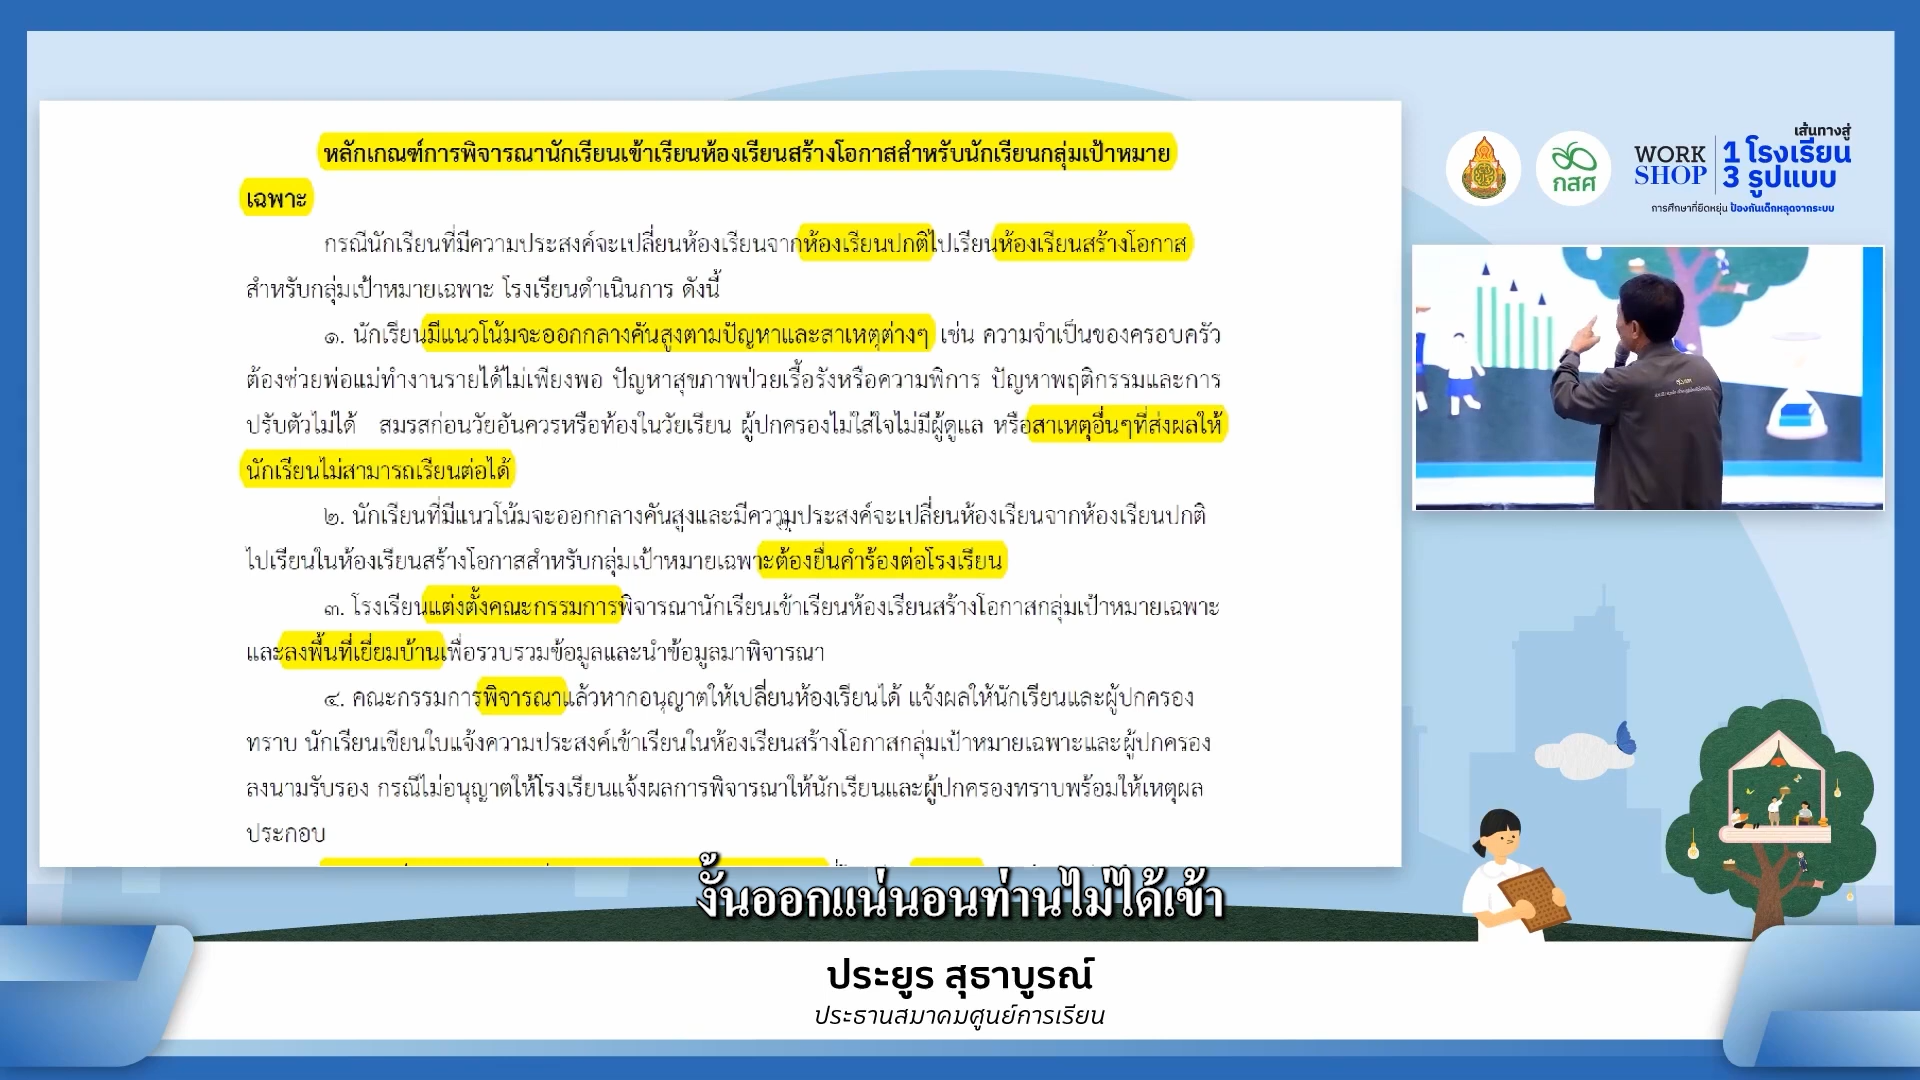 หลักเกณฑ์การพิจารณานักเรียนเข้าเรียนห้องเรียนสร้างโอกาสสำหรับนักเรียนกลุ่มเป้าหมาย
เฉพาะ
กรณีนักเรียนที่มีความประสงค์จะเปลี่ยนห้องเรียนจากห้องเรียนปกติไปเรียนห้องเรียนสร้างโอกาส
สำหรับกลุ่มเป้าหมายเฉพาะ โรงเรียนดำเนินการ ดังนี้
๑. นักเรียนมีแนวโน้มจะออกกลางคันสูงตามปัญหาและสาเหตุต่างๆ เช่น ความจำเป็นของครอบครัว
ต้องช่วยพ่อแม่ทำงานรายได้ไม่เพียงพอ ปัญหาสุขภาพป่วยเรื้อรังหรือความพิการ ปัญหาพฤติกรรมและการ
ปรับตัวไม่ได้ สมรสก่อนวัยอันควรหรือท้องในวัยเรียน ผู้ปกครองไม่ใส่ใจไม่มีผู้ดูแล หรือสาเหตุอื่นๆที่ส่งผลให้
นักเรียนไม่สามารถเรียนต่อได้
๒. นักเรียนที่มีแนวโน้มจะออกกลางคันสูงและมีความประสงค์จะเปลี่ยนห้องเรียนจากห้องเรียนปกติ
ไปเรียนในห้องเรียนสร้างโอกาสสำหรับกลุ่มเป้าหมายเฉพาะต้องยื่นคำร้องต่อโรงเรียน
๓. โรงเรียนแต่งตั้งคณะกรรมการพิจารณานักเรียนเข้าเรียนห้องเรียนสร้างโอกาสกลุ่มเป้าหมายเฉพาะ
และลงพื้นที่เยี่ยมบ้านเพื่อรวบรวมข้อมูลและนำข้อมูลมาพิจารณา
๔. คณะกรรมการพิจารณาแล้วหากอนุญาตให้เปลี่ยนห้องเรียนได้ แจ้งผลให้นักเรียนและผู้ปกครอง
ทราบ นักเรียนเขียนใบแจ้งความประสงค์เข้าเรียนในห้องเรียนสร้างโอกาสกลุ่มเป้าหมายเฉพาะและผู้ปกครอง
ลงนามรับรอง กรณีไม่อนุญาตให้โรงเรียนแจ้งผลการพิจารณาให้นักเรียนและผู้ปกครองทราบพร้อมให้เหตุผล
ประกอบ
กสศ
WORK
SHOP
เส้นทางสู่
1 โรงเรียน
3 รูปแบบ
การศึกษาที่ยืดหยุ่น ป้องกันเด็กหลุดจากระบบ
งั้นออกแน่นอนท่านไม่ได้เข้า
ประยูร สุธาบูรณ์
ประธานสมาคมศูนย์การเรียน